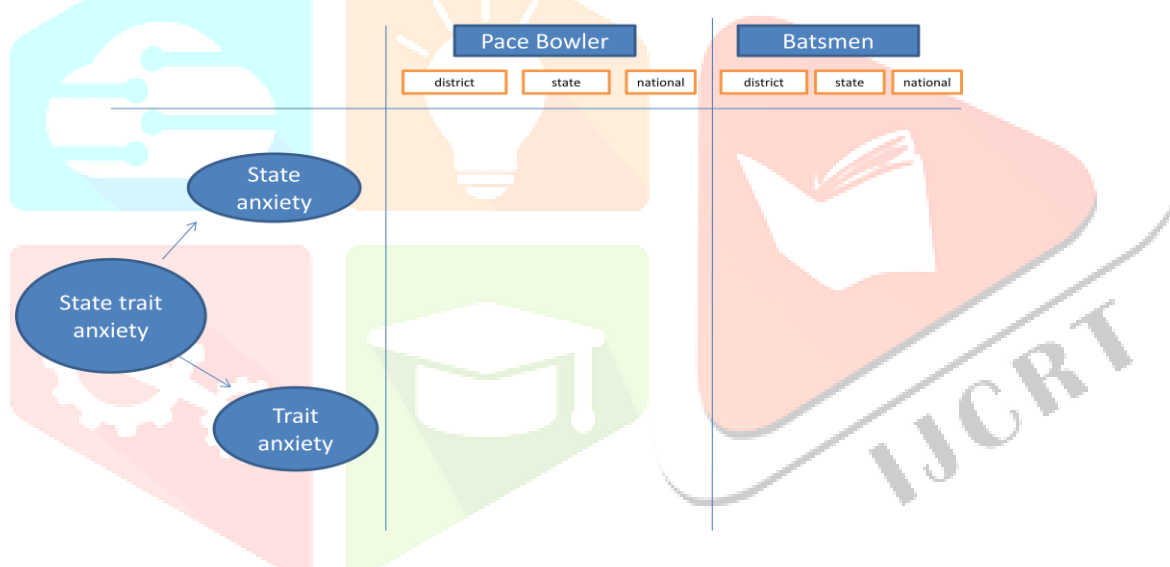 Pace Bowler
Batsmen
district
state
national
district
state
national
State
anxiety
State trait
anxiety
Trait
anxiety
IJCRT